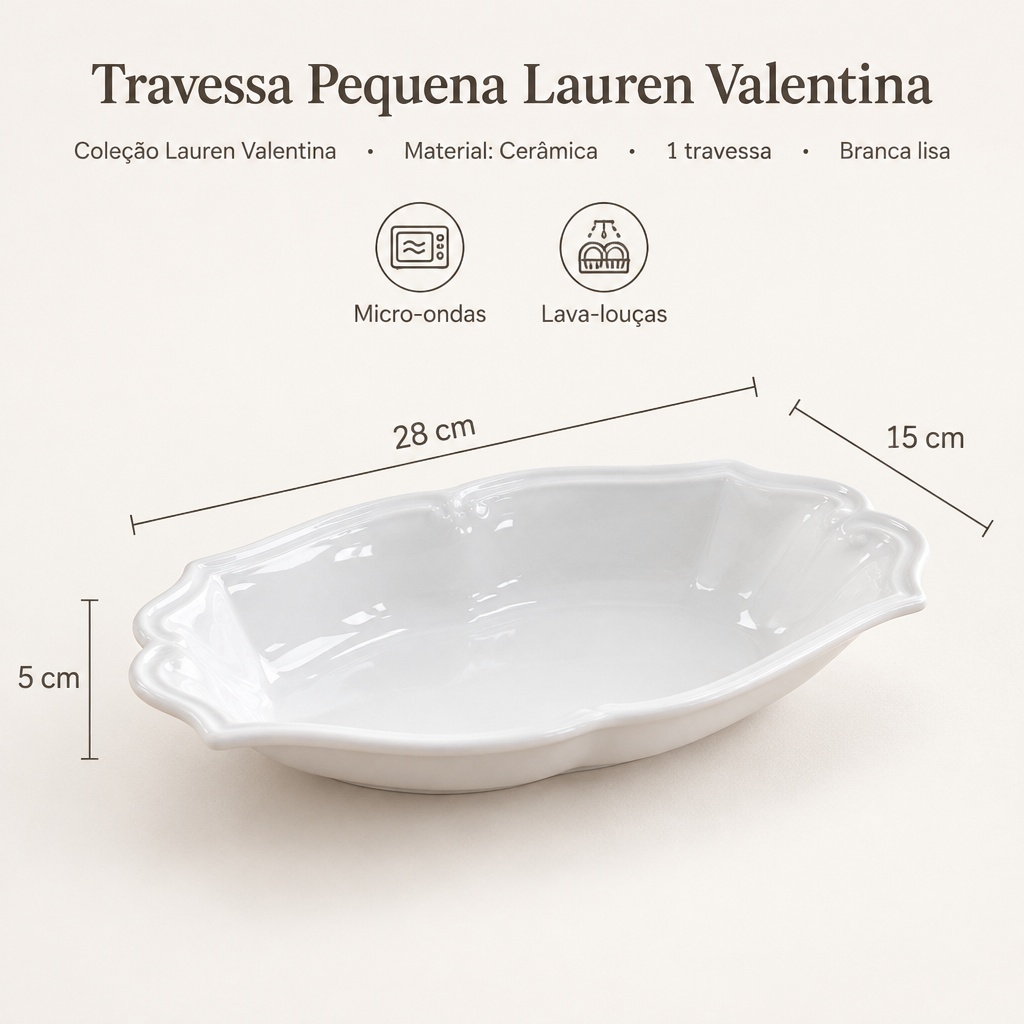 Travessa Pequena Lauren Valentina
Coleção Lauren Valentina • Material: Cerâmica • 1 travessa • Branca lisa
Micro-ondas
Lava-louças
28 cm
15 cm
5 cm